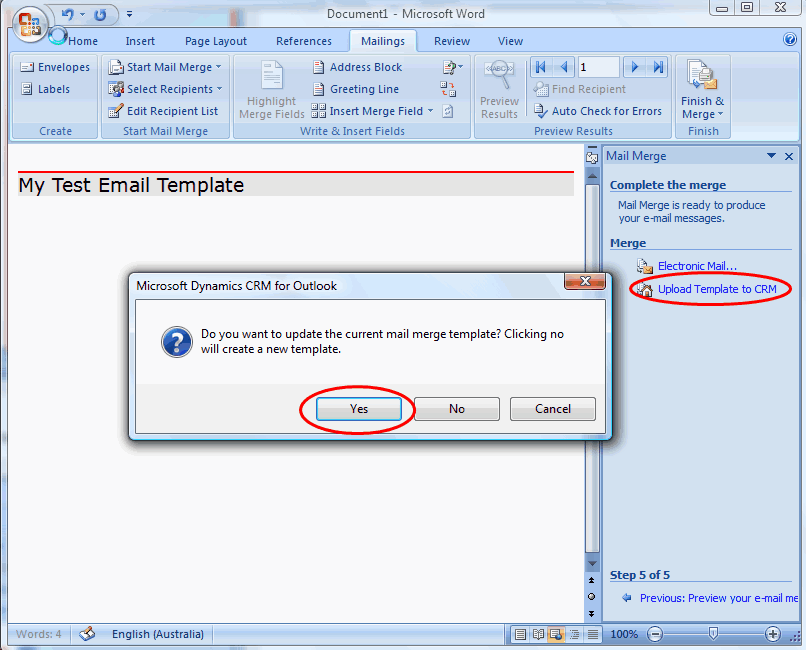 Document1 - Microsoft Word
Home Insert Page Layout References Mailings Review View
Envelopes
Labels
Create
Start Mail Merge
Select Recipients
Edit Recipient List
Start Mail Merge
Highlight
Merge Fields
Address Block
Greeting Line
Insert Merge Field
Write & Insert Fields
ABC
Preview
Results
1
Find Recipient
Auto Check for Errors
Preview Results
Finish &
Merge
Finish
My Test Email Template
Mail Merge
Complete the merge
Mail Merge is ready to produce
your e-mail messages.
Merge
Electronic Mail...
Upload Template to CRM
Microsoft Dynamics CRM for Outlook
Do you want to update the current mail merge template? Clicking no
will create a new template.
Yes No Cancel
Step 5 of 5
Previous: Preview your e-mail me
Words: 4 English (Australia) 100%